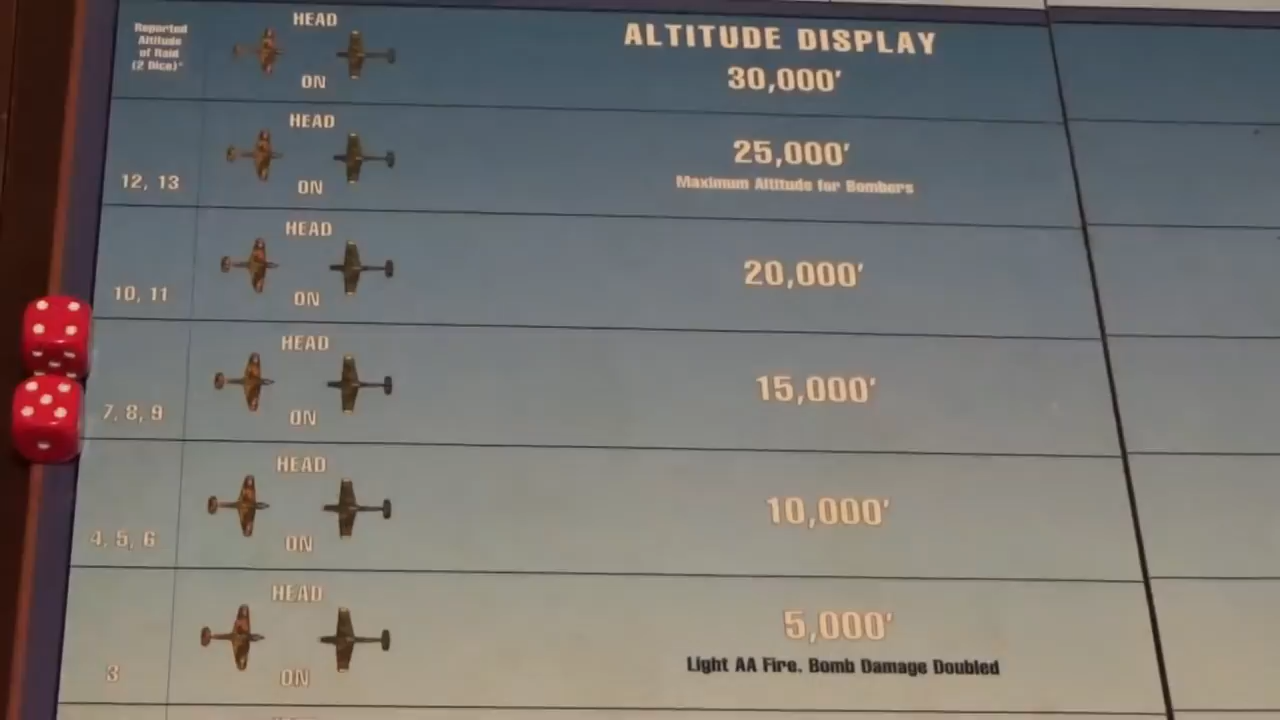 Reported
Altitude
of Raid
(2 Dice)*
HEAD
ON
ALTITUDE DISPLAY
30,000'
12, 13
HEAD
ON
25,000'
Maximum Altitude for Bombers
10, 11
HEAD
ON
20,000'
7, 8, 9
HEAD
ON
15,000'
4, 5, 6
HEAD
ON
10,000'
3
HEAD
ON
5,000'
Light AA Fire. Bomb Damage Doubled
HEAD